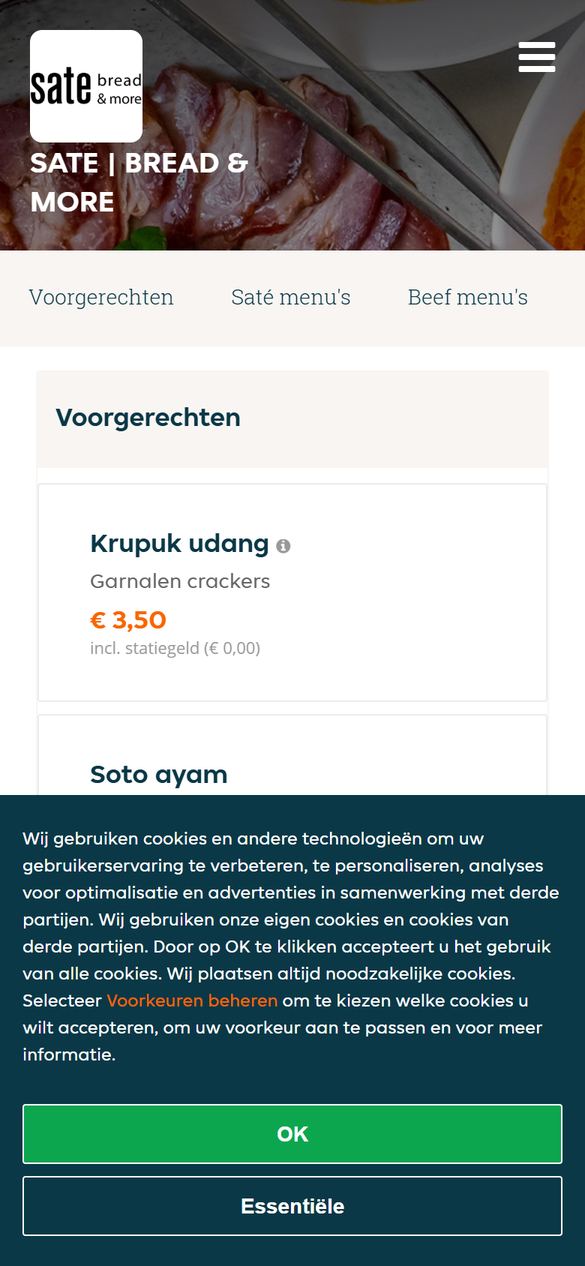 sate bread
& more
SATE | BREAD &
MORE
Voorgerechten Saté menu's Beef menu's
Voorgerechten
Krupuk udang
Garnalen crackers
€ 3,50
incl. statiegeld (€ 0,00)
Soto ayam
Wij gebruiken cookies en andere technologieën om uw
gebruikerservaring te verbeteren, te personaliseren, analyses
voor optimalisatie en advertenties in samenwerking met derde
partijen. Wij gebruiken onze eigen cookies en cookies van
derde partijen. Door op OK te klikken accepteert u het gebruik
van alle cookies. Wij plaatsen altijd noodzakelijke cookies.
Selecteer Voorkeuren beheren om te kiezen welke cookies u
wilt accepteren, om uw voorkeur aan te passen en voor meer
informatie.
OK
Essentiële